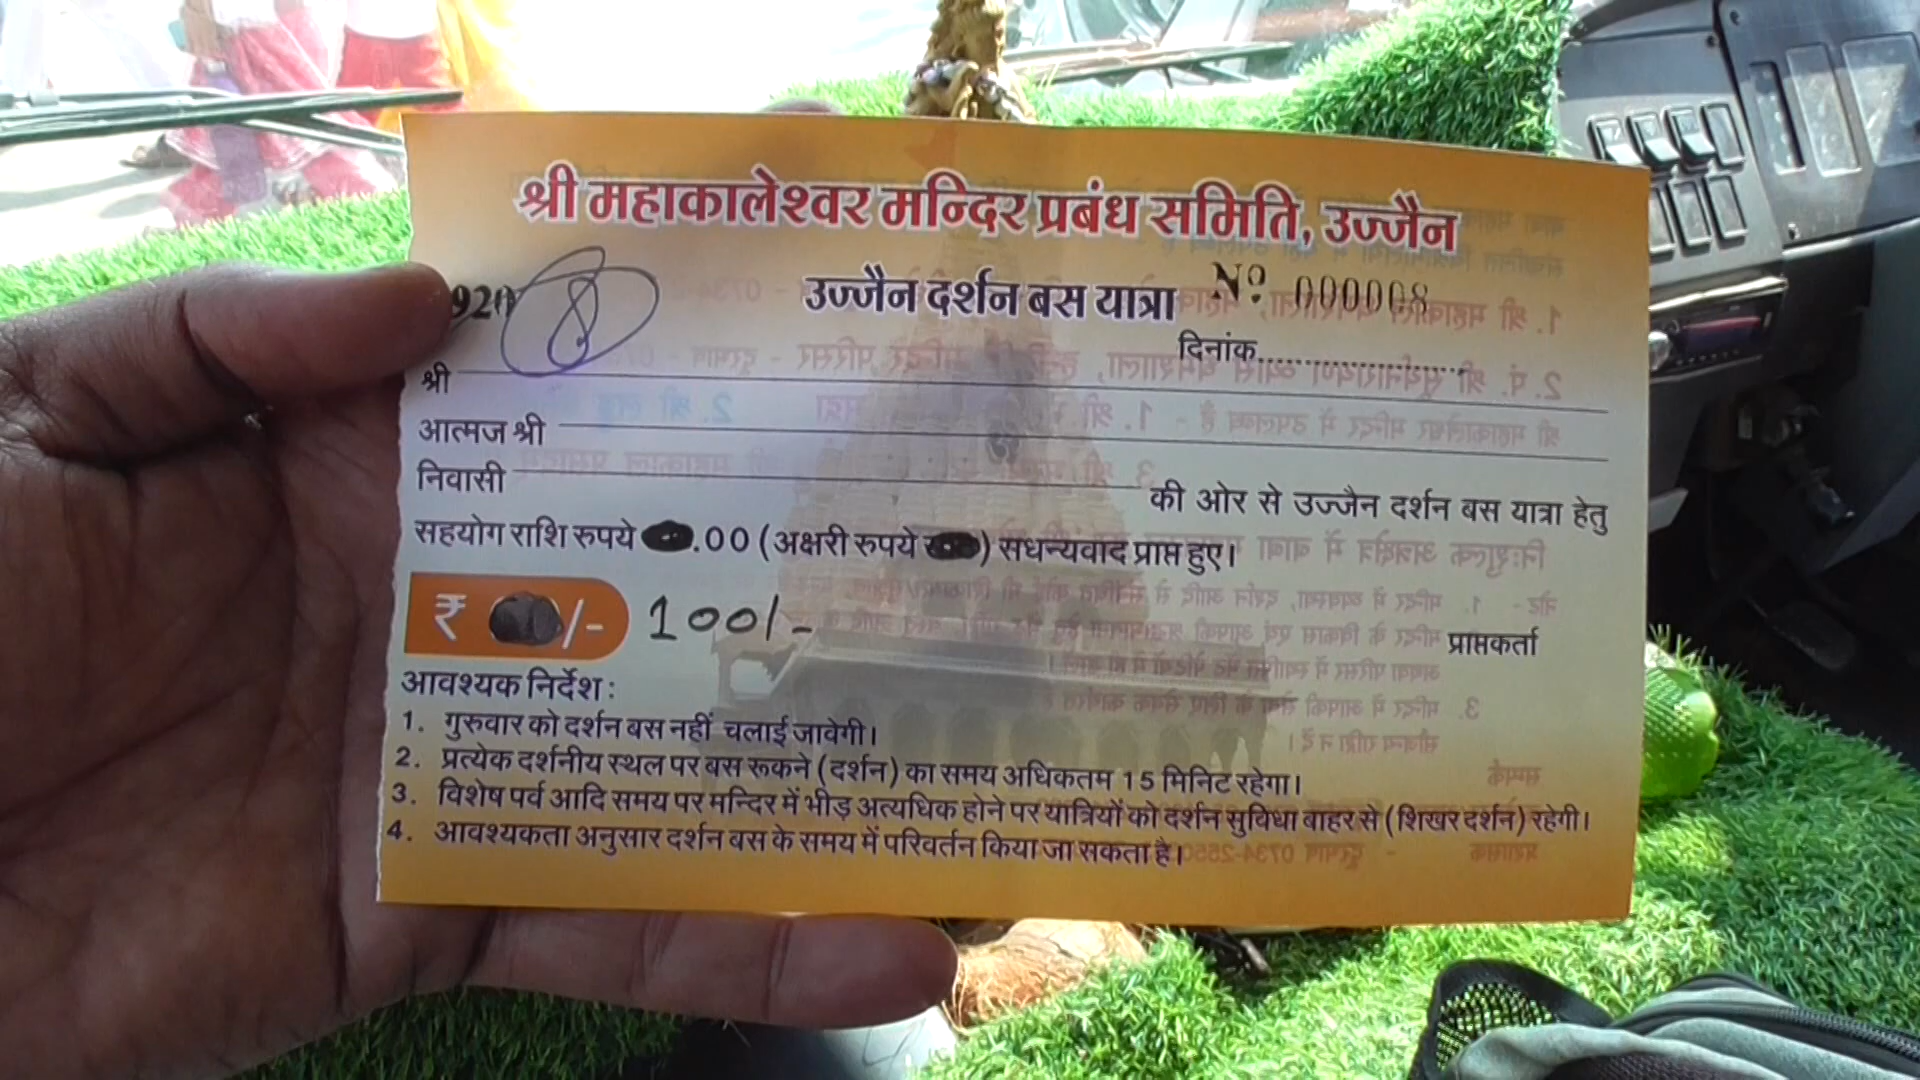 श्री महाकालेश्वर मन्दिर प्रबंध समिति, उज्जैन
920 8 उज्जैन दर्शन बस यात्रा Nº 000008
दिनांक....................
श्री
आत्मज श्री
निवासी की ओर से उज्जैन दर्शन बस यात्रा हेतु
सहयोग राशि रुपये .00 (अक्षरी रुपये ) सधन्यवाद प्राप्त हुए।
₹ /- 100/-
प्राप्तकर्ता
आवश्यक निर्देश :
1. गुरुवार को दर्शन बस नहीं चलाई जावेगी।
2. प्रत्येक दर्शनीय स्थल पर बस रूकने (दर्शन) का समय अधिकतम 15 मिनिट रहेगा।
3. विशेष पर्व आदि समय पर मन्दिर में भीड़ अत्यधिक होने पर यात्रियों को दर्शन सुविधा बाहर से (शिखर दर्शन) रहेगी।
4. आवश्यकता अनुसार दर्शन बस के समय में परिवर्तन किया जा सकता है।